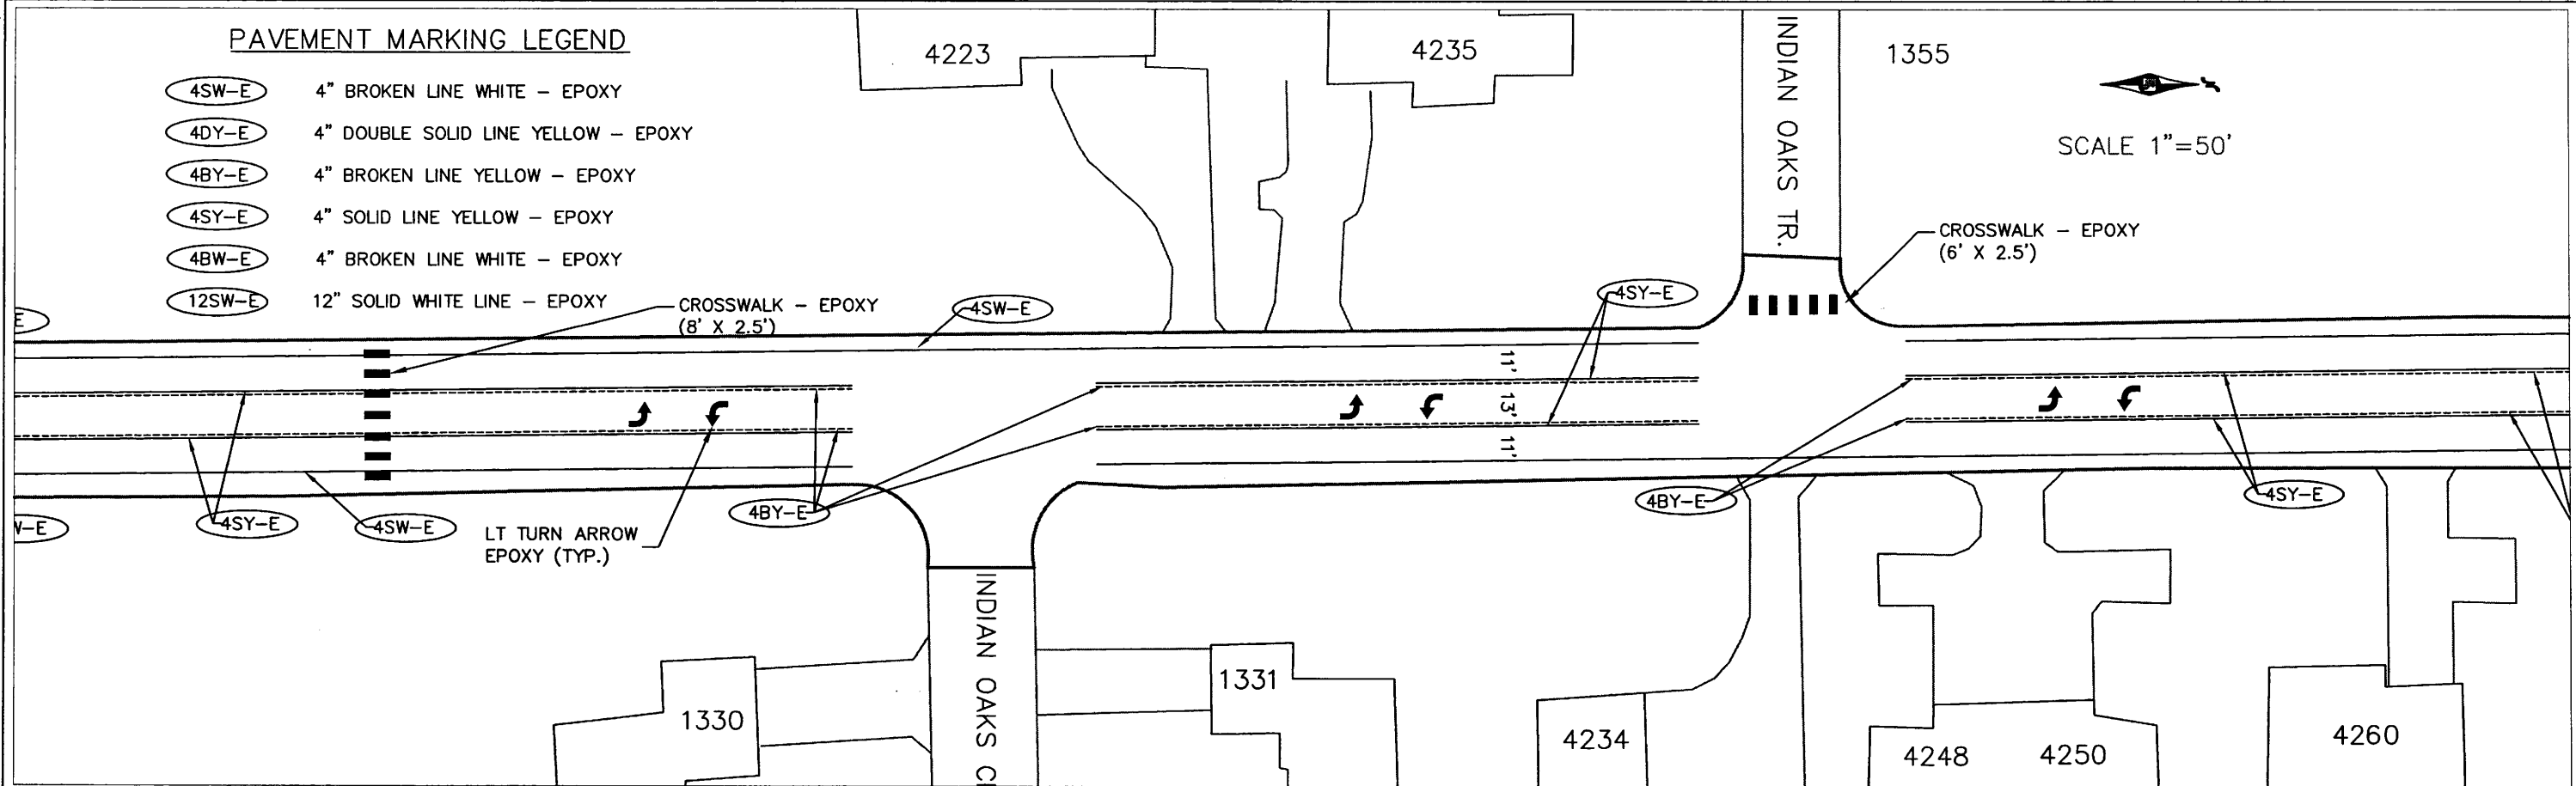 PAVEMENT MARKING LEGEND
4SW-E 4" BROKEN LINE WHITE - EPOXY
4DY-E 4" DOUBLE SOLID LINE YELLOW - EPOXY
4BY-E 4" BROKEN LINE YELLOW - EPOXY
4SY-E 4" SOLID LINE YELLOW - EPOXY
4BW-E 4" BROKEN LINE WHITE - EPOXY
12SW-E 12" SOLID WHITE LINE - EPOXY
4223
4235
INDIAN OAKS TR.
1355
SCALE 1"=50'
CROSSWALK - EPOXY
(6' X 2.5')
CROSSWALK - EPOXY
(8' X 2.5')
4SW-E
4SY-E
E
11'
13'
11'
W-E
4SY-E
4SW-E
LT TURN ARROW
EPOXY (TYP.)
4BY-E
4BY-E
4SY-E
INDIAN OAKS
1330
1331
4234
4248
4250
4260